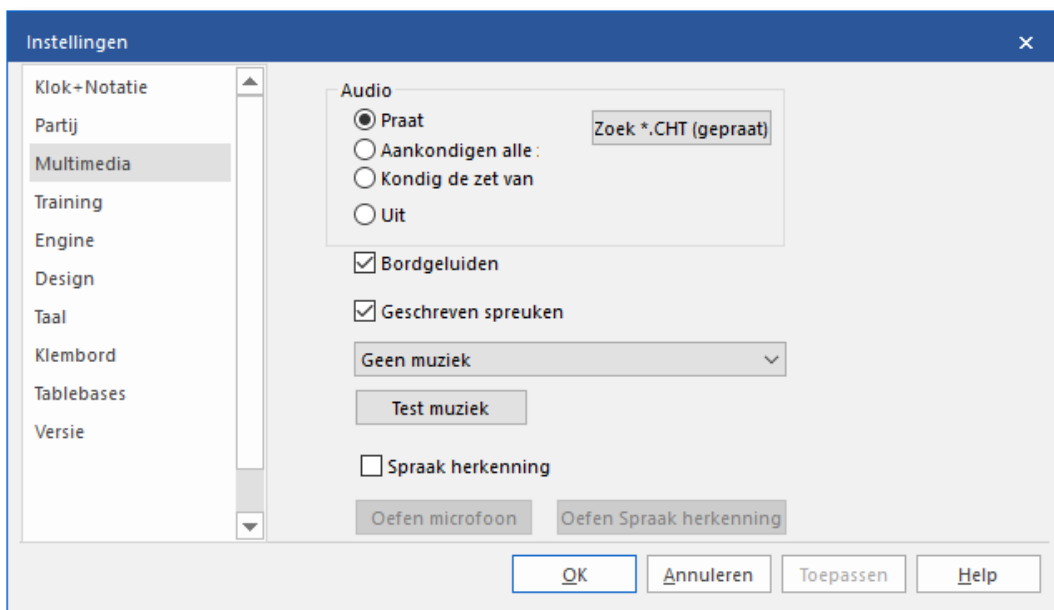 Instellingen
Klok+Notatie
Partij
Multimedia
Training
Engine
Design
Taal
Klembord
Tablebases
Versie
Audio
Praat
Zoek *.CHT (gepraat)
Aankondigen alle :
Kondig de zet van
Uit
Bordgeluiden
Geschreven spreuken
Geen muziek
Test muziek
Spraak herkenning
Oefen microfoon
Oefen Spraak herkenning
OK
Annuleren
Toepassen
Help